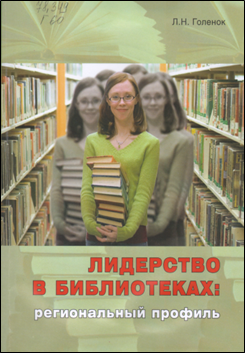 Л.Н. Голенок
ЛИДЕРСТВО
В БИБЛИОТЕКАХ:
региональный профиль